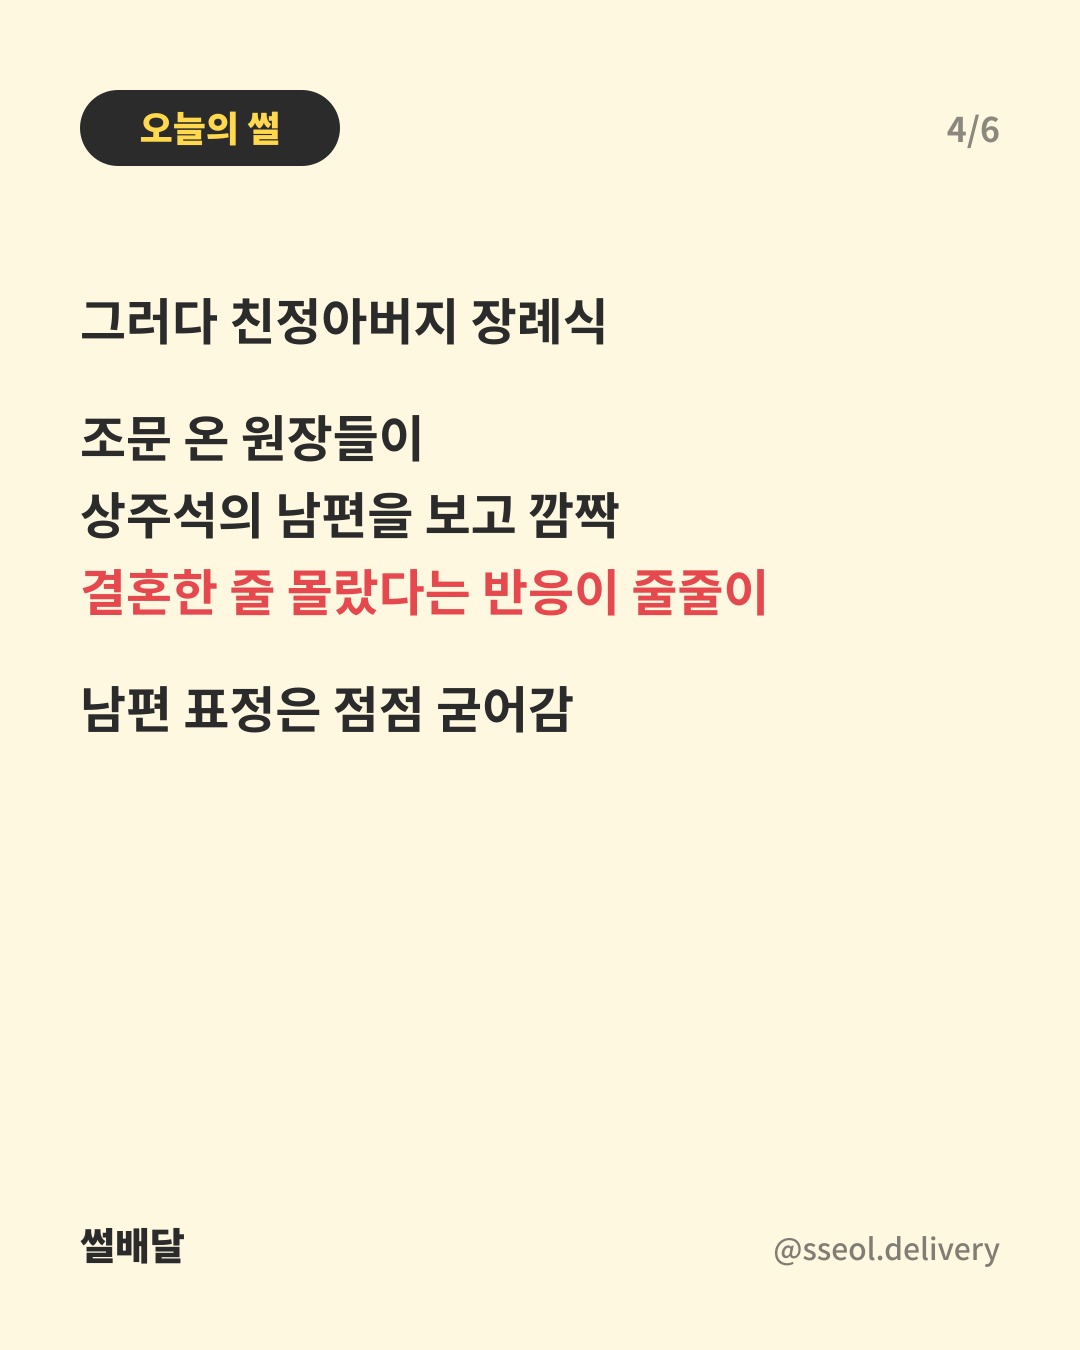 오늘의 썰
4/6
그러다 친정아버지 장례식
조문 온 원장들이
상주석의 남편을 보고 깜짝
결혼한 줄 몰랐다는 반응이 줄줄이
남편 표정은 점점 굳어감
썰배달
@sseol.delivery